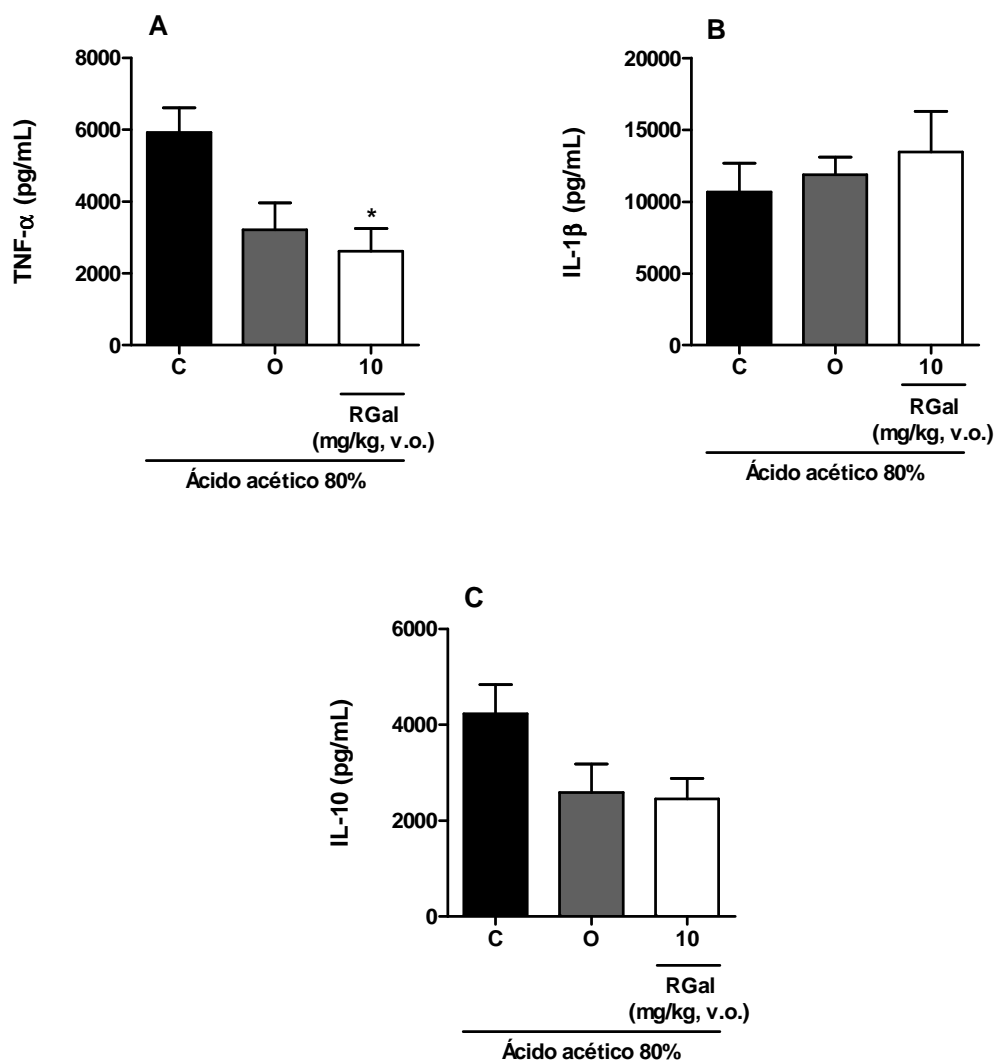 A
TNF-α (pg/mL)
8000
6000
4000
2000
0
*
C O 10
RGal
(mg/kg, v.o.)
Ácido acético 80%
B
IL-1β (pg/mL)
20000
15000
10000
5000
0
C O 10
RGal
(mg/kg, v.o.)
Ácido acético 80%
C
IL-10 (pg/mL)
6000
4000
2000
0
C O 10
RGal
(mg/kg, v.o.)
Ácido acético 80%